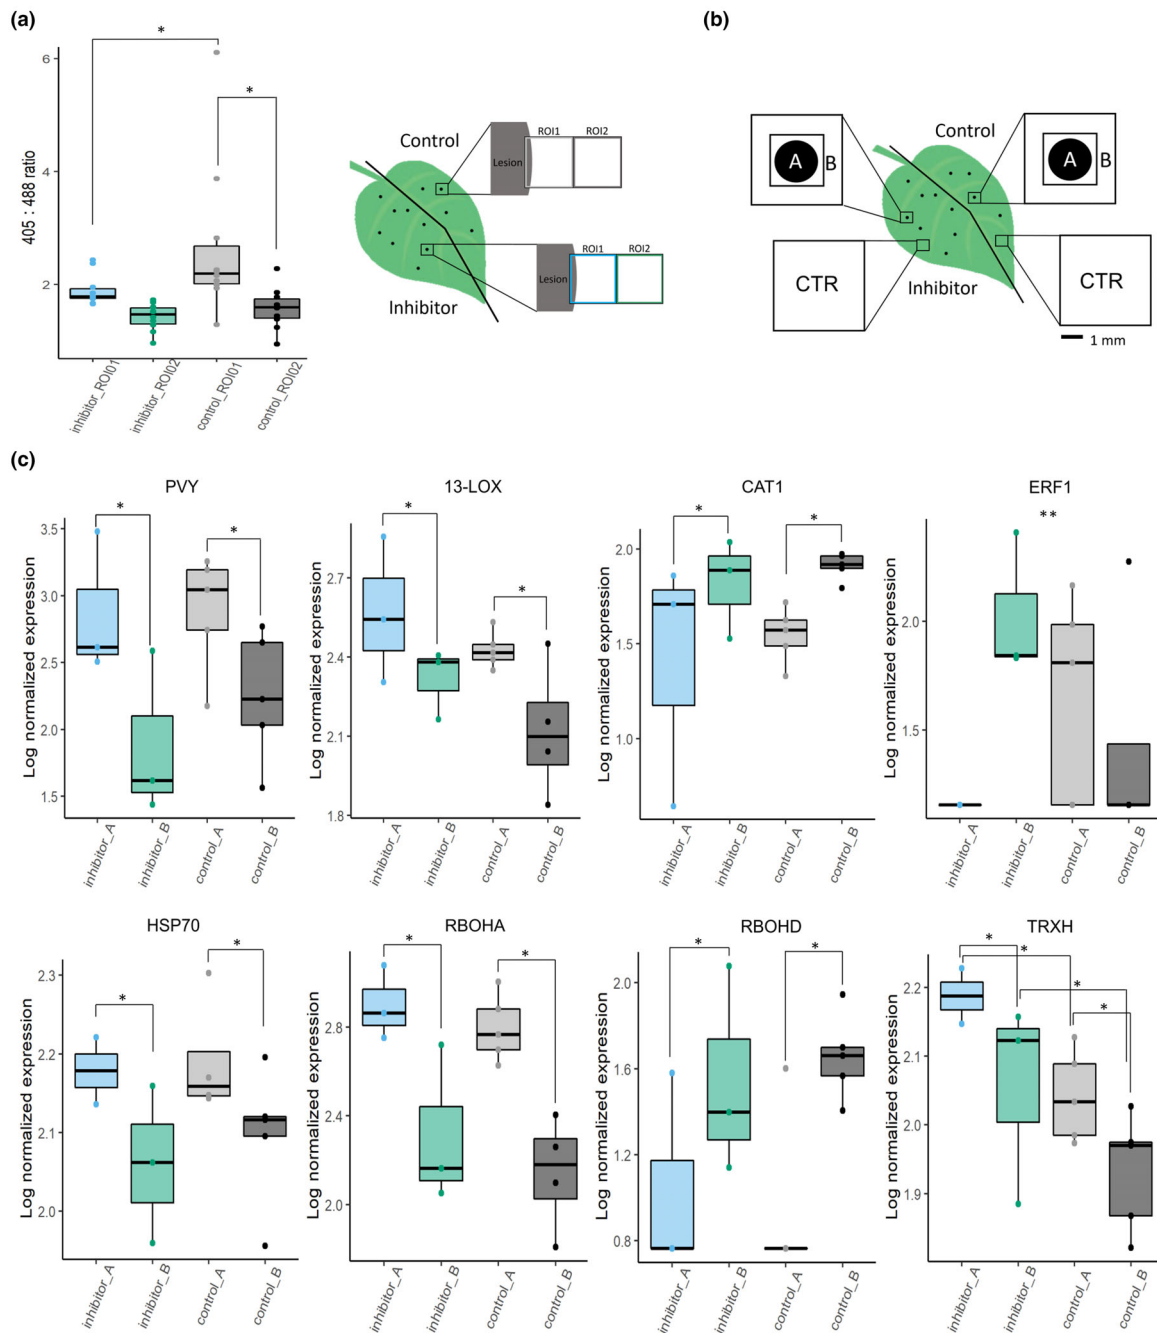 (a)
*
6
*
4
2
405 : 488 ratio
inhibitor_ROI01
inhibitor_ROI02
control_ROI01
control_ROI02
Control
Lesion
ROI1
ROI2
Lesion
ROI1
ROI2
Inhibitor
(b)
A
B
Control
A
B
CTR
Inhibitor
CTR
1 mm
(c)
PVY
*
*
3.5
3.0
2.5
2.0
1.5
Log normalized expression
inhibitor_A
inhibitor_B
control_A
control_B
13-LOX
*
*
2.7
2.4
2.1
1.8
Log normalized expression
inhibitor_A
inhibitor_B
control_A
control_B
CAT1
*
*
2.0
1.5
1.0
Log normalized expression
inhibitor_A
inhibitor_B
control_A
control_B
ERF1
**
2.0
1.5
Log normalized expression
inhibitor_A
inhibitor_B
control_A
control_B
HSP70
*
*
2.3
2.2
2.1
2.0
Log normalized expression
inhibitor_A
inhibitor_B
control_A
control_B
RBOHA
*
*
2.8
2.4
2.0
Log normalized expression
inhibitor_A
inhibitor_B
control_A
control_B
RBOHD
*
*
2.0
1.6
1.2
0.8
Log normalized expression
inhibitor_A
inhibitor_B
control_A
control_B
TRXH
*
*
*
*
2.2
2.1
2.0
1.9
Log normalized expression
inhibitor_A
inhibitor_B
control_A
control_B